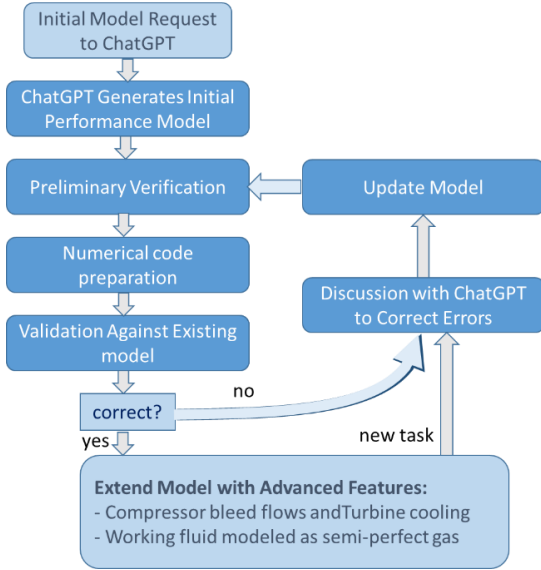 Initial Model Request
to ChatGPT
ChatGPT Generates Initial
Performance Model
Preliminary Verification
Update Model
Numerical code
preparation
Discussion with ChatGPT
to Correct Errors
Validation Against Existing
model
no
correct?
yes
new task
Extend Model with Advanced Features:
- Compressor bleed flows andTurbine cooling
- Working fluid modeled as semi-perfect gas